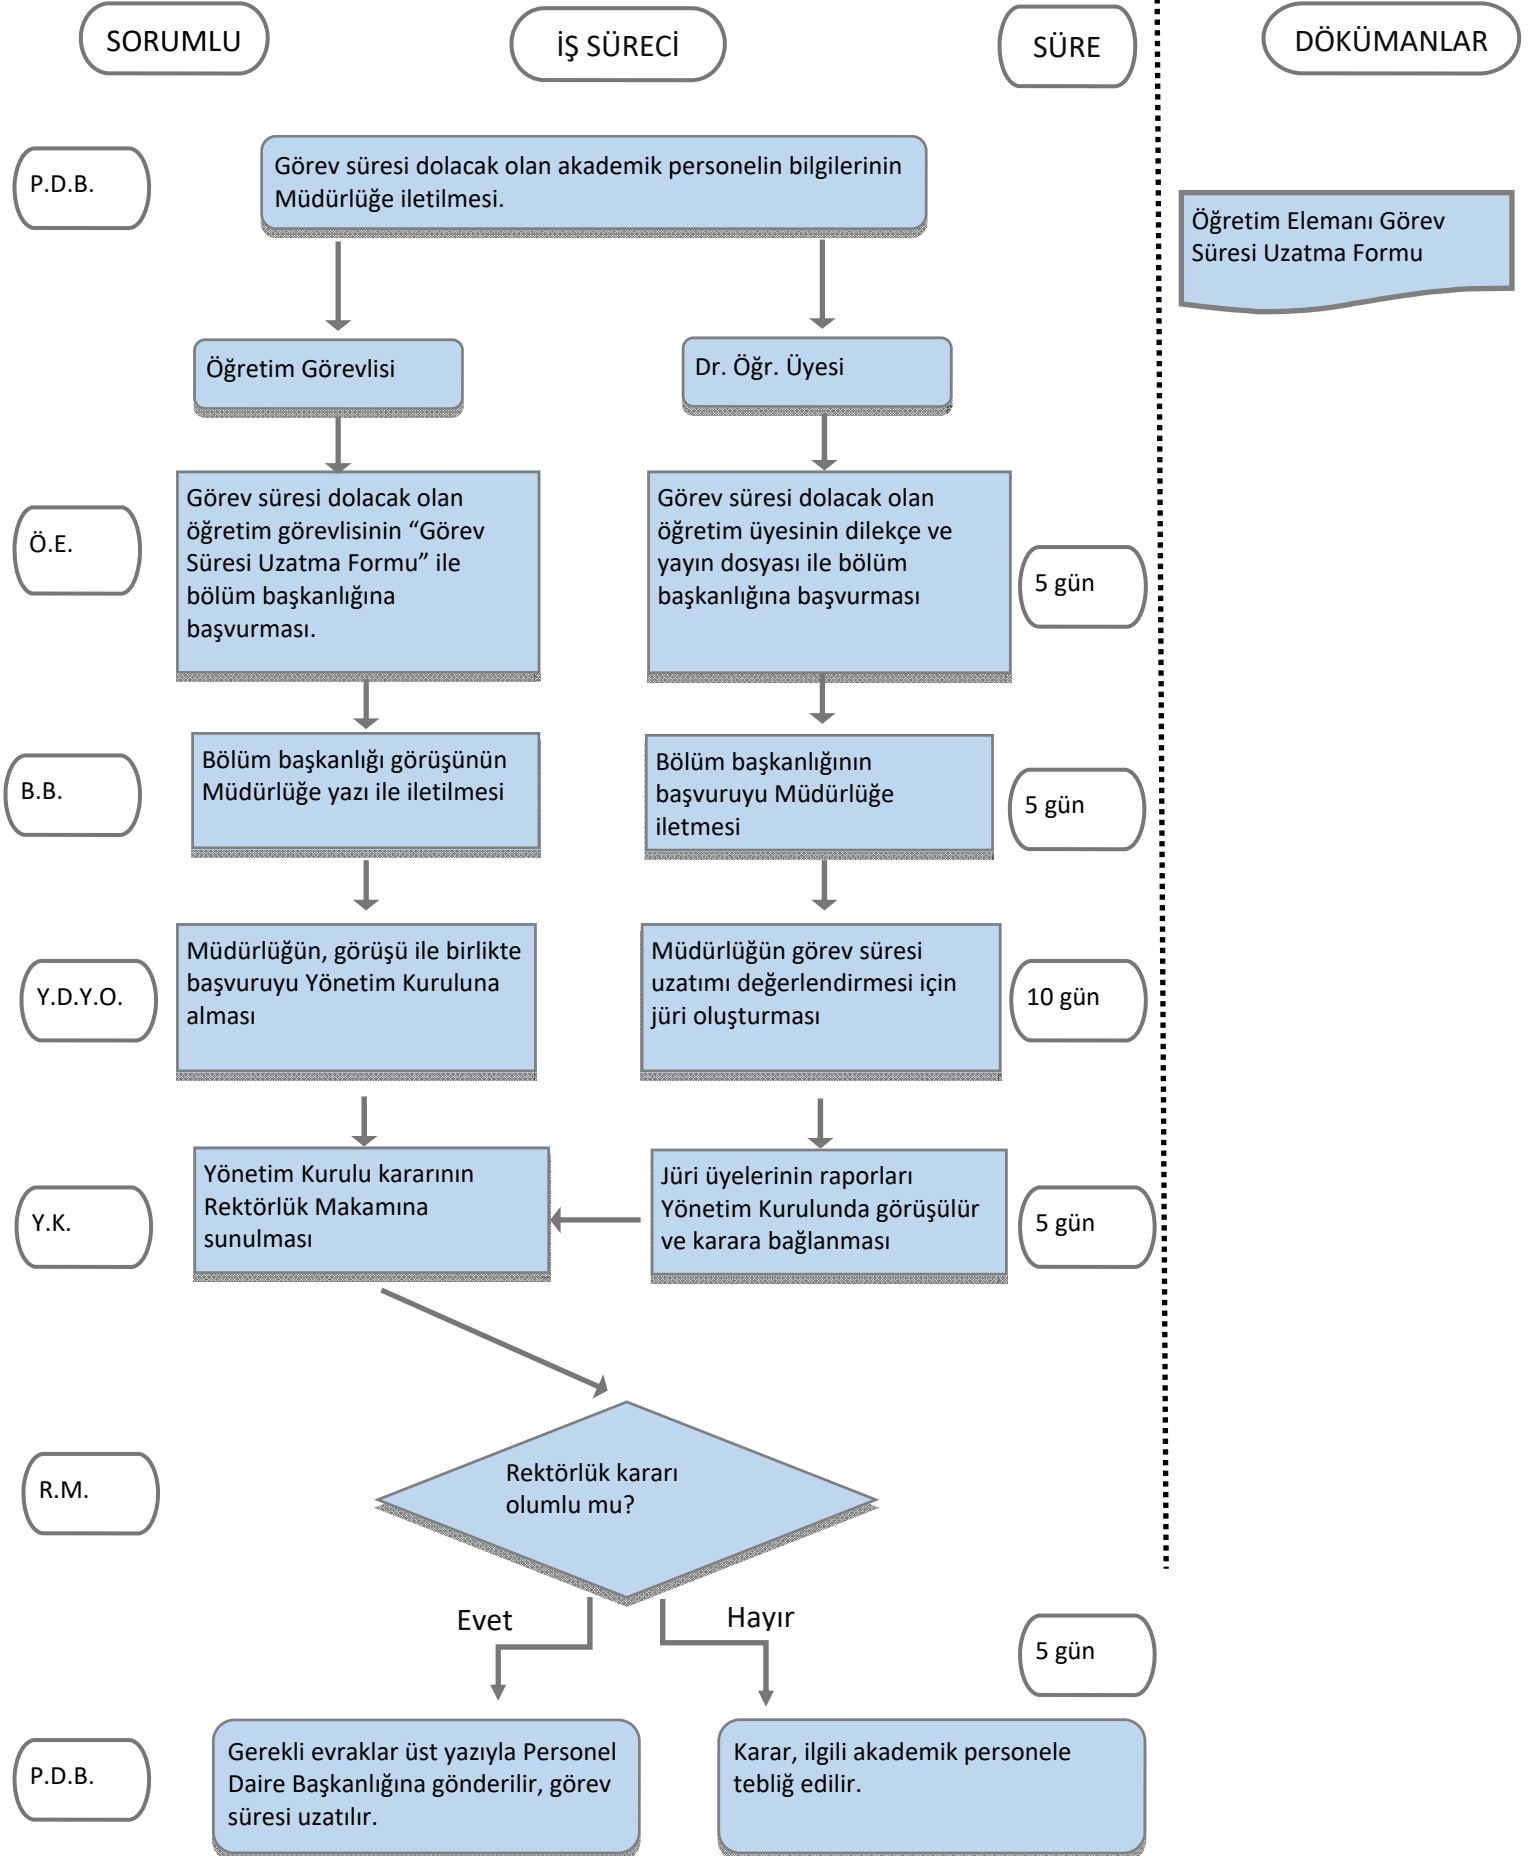 SORUMLU
İŞ SÜRECİ
SÜRE
DÖKÜMANLAR
P.D.B.
Görev süresi dolacak olan akademik personelin bilgilerinin
Müdürlüğe iletilmesi.
Öğretim Elemanı Görev
Süresi Uzatma Formu
Öğretim Görevlisi
Dr. Öğr. Üyesi
Ö.E.
Görev süresi dolacak olan
öğretim görevlisinin “Görev
Süresi Uzatma Formu” ile
bölüm başkanlığına
başvurması.
Görev süresi dolacak olan
öğretim üyesinin dilekçe ve
yayın dosyası ile bölüm
başkanlığına başvurması
5 gün
B.B.
Bölüm başkanlığı görüşünün
Müdürlüğe yazı ile iletilmesi
Bölüm başkanlığının
başvuruyu Müdürlüğe
iletmesi
5 gün
Y.D.Y.O.
Müdürlüğün, görüşü ile birlikte
başvuruyu Yönetim Kuruluna
alması
Müdürlüğün görev süresi
uzatımı değerlendirmesi için
jüri oluşturması
10 gün
Y.K.
Yönetim Kurulu kararının
Rektörlük Makamına
sunulması
Jüri üyelerinin raporları
Yönetim Kurulunda görüşülür
ve karara bağlanması
5 gün
R.M.
Rektörlük kararı
olumlu mu?
Evet
Hayır
5 gün
P.D.B.
Gerekli evraklar üst yazıyla Personel
Daire Başkanlığına gönderilir, görev
süresi uzatılır.
Karar, ilgili akademik personele
tebliğ edilir.